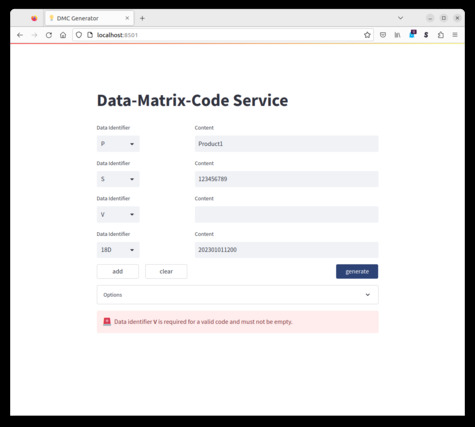 DMC Generator
localhost:8501
Data-Matrix-Code Service
Data Identifier Content
P Product1
Data Identifier Content
S 123456789
Data Identifier Content
V
Data Identifier Content
18D 202301011200
add clear generate
Options
Data identifier V is required for a valid code and must not be empty.